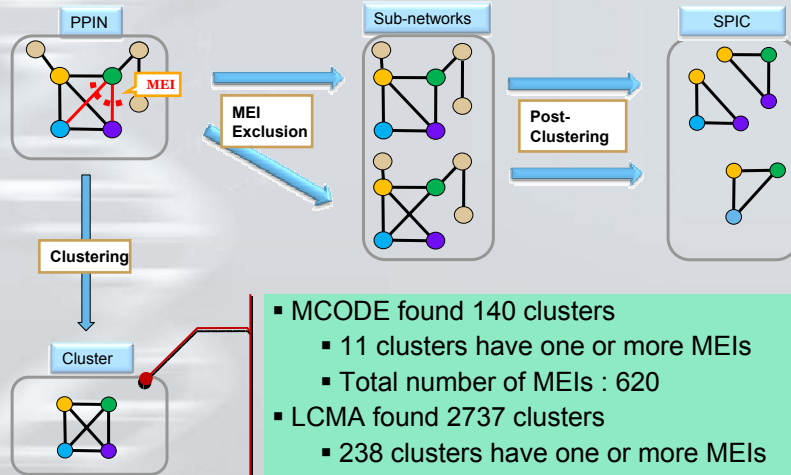 PPIN
Sub-networks
SPIC
MEI
MEI
Exclusion
Post-
Clustering
Clustering
Cluster
▪ MCODE found 140 clusters
▪ 11 clusters have one or more MEIs
▪ Total number of MEIs : 620
▪ LCMA found 2737 clusters
▪ 238 clusters have one or more MEIs